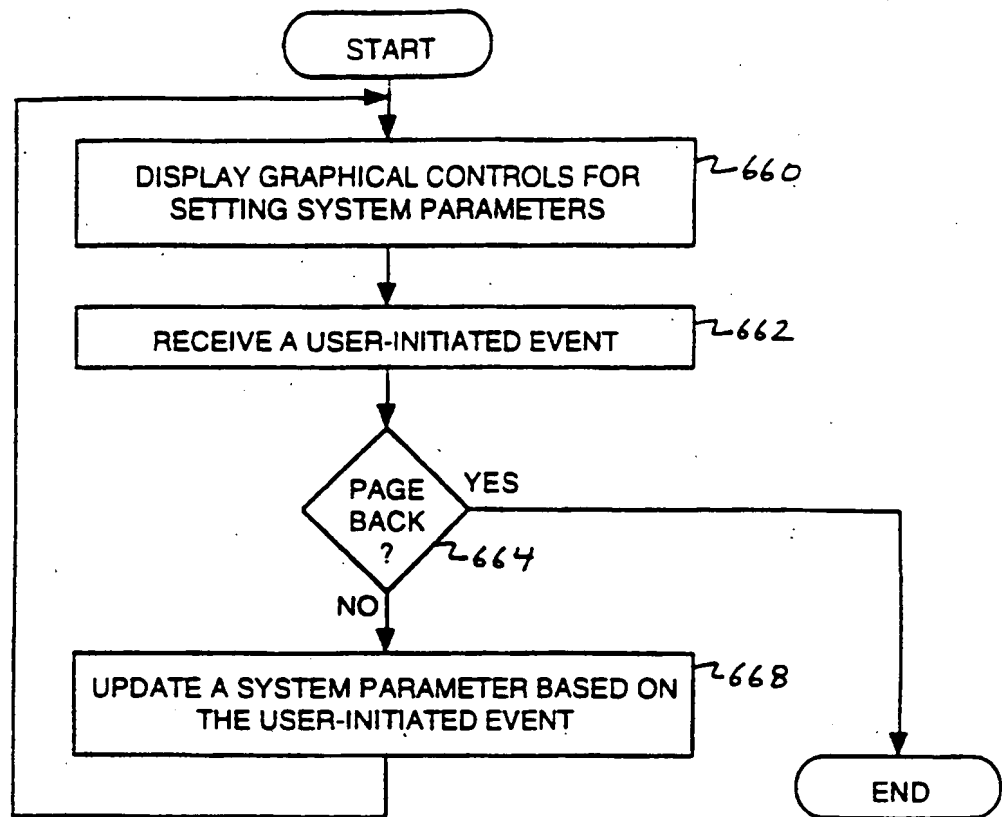 START
DISPLAY GRAPHICAL CONTROLS FOR
SETTING SYSTEM PARAMETERS
660
RECEIVE A USER-INITIATED EVENT
662
PAGE
BACK
?
YES
664
NO
UPDATE A SYSTEM PARAMETER BASED ON
THE USER-INITIATED EVENT
668
END